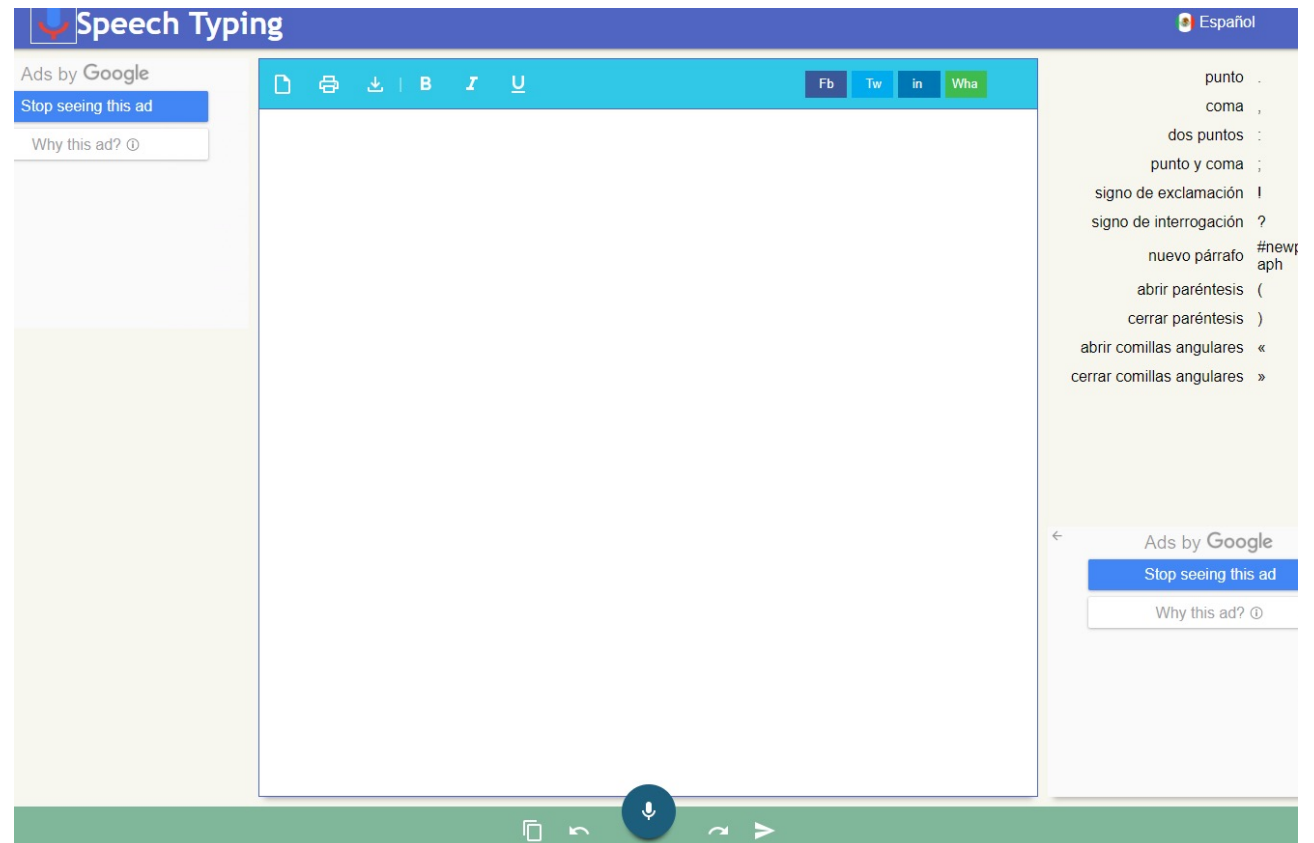 Speech Typing
Español
Ads by Google
Stop seeing this ad
Why this ad?
B I U
Fb Tw in Wha
punto .
coma ,
dos puntos :
punto y coma ;
signo de exclamación !
signo de interrogación ?
nuevo párrafo #newp
aph
abrir paréntesis (
cerrar paréntesis )
abrir comillas angulares «
cerrar comillas angulares »
Ads by Google
Stop seeing this ad
Why this ad?